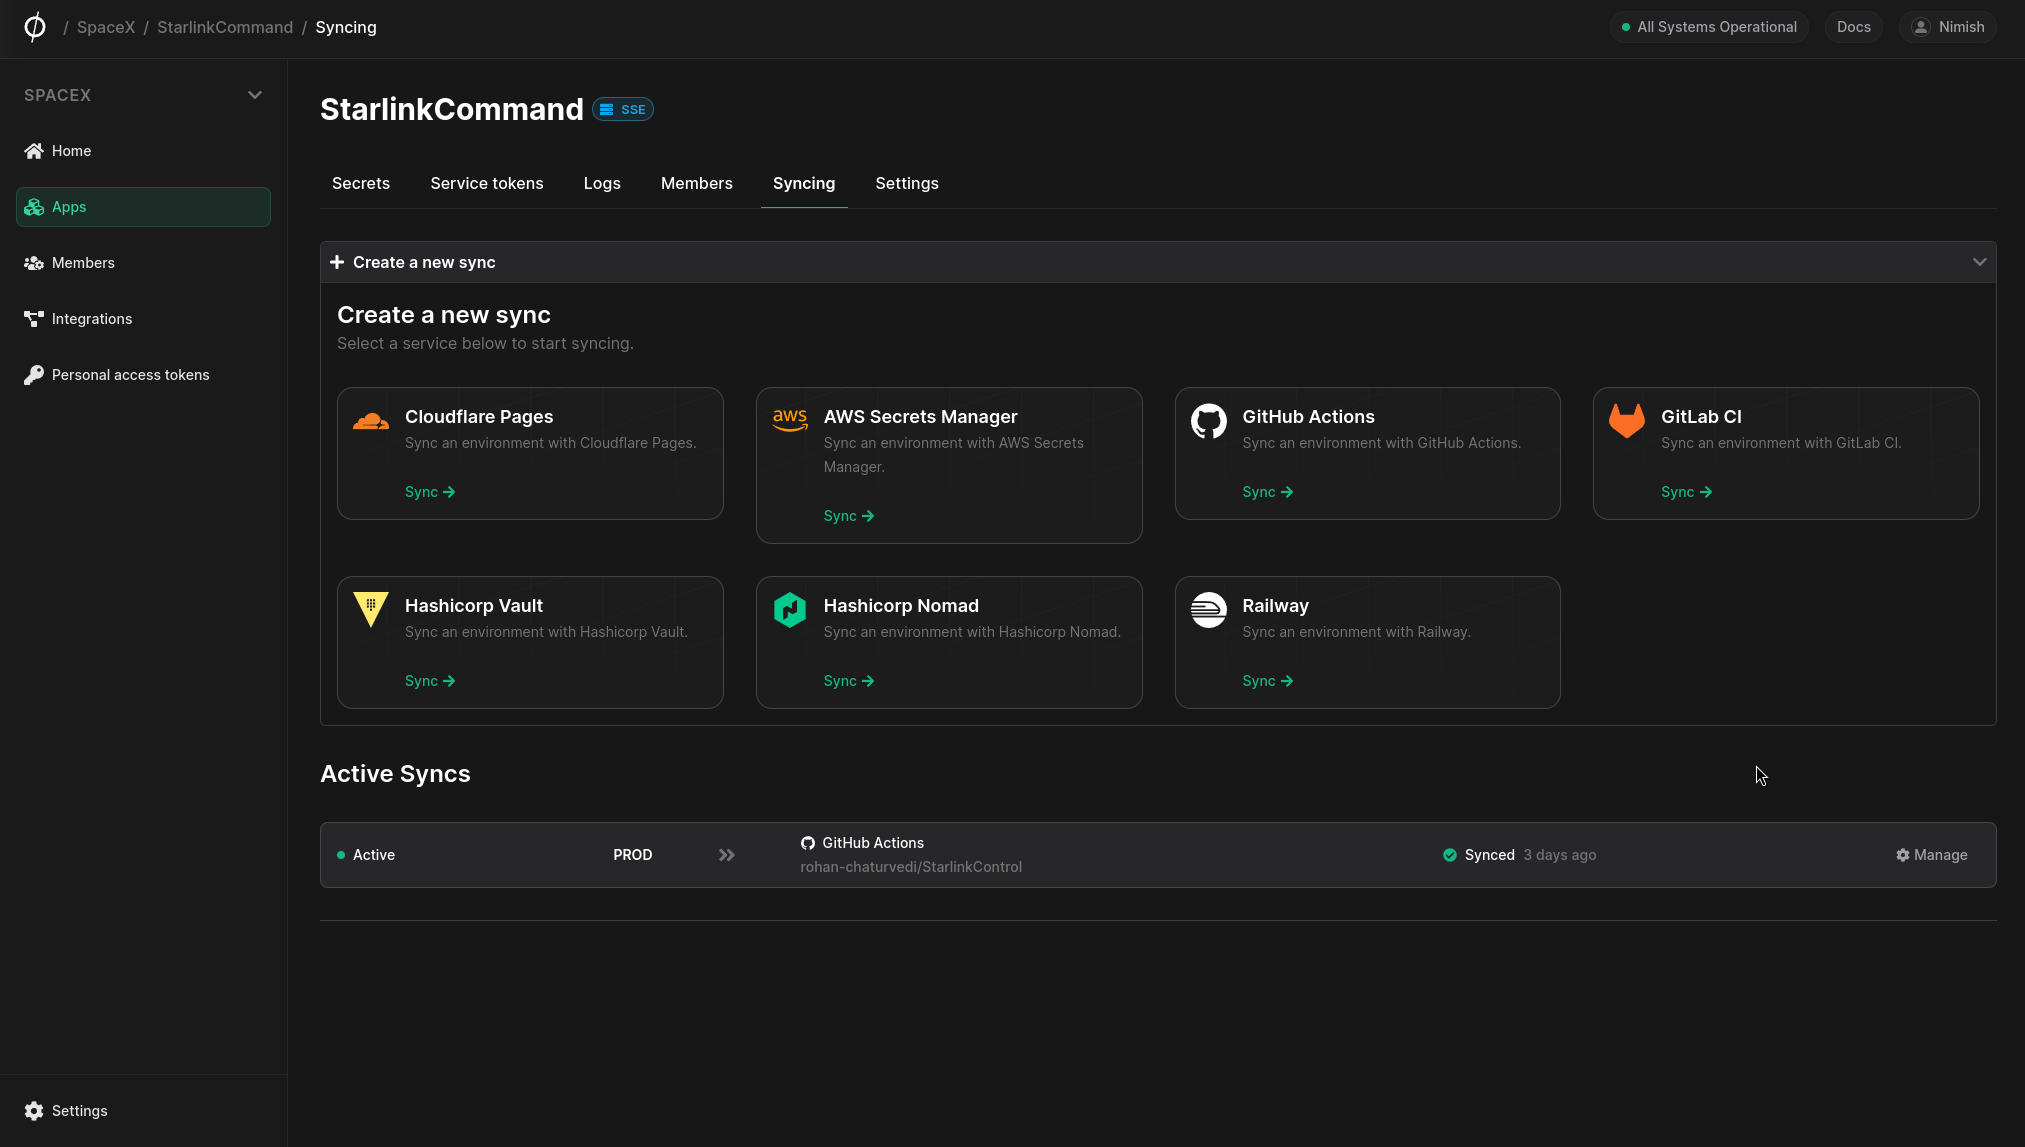 / SpaceX / StarlinkCommand / Syncing
All Systems Operational
Docs
Nimish
SPACEX
Home
Apps
Members
Integrations
Personal access tokens
Settings
StarlinkCommand
SSE
Secrets
Service tokens
Logs
Members
Syncing
Settings
Create a new sync
Create a new sync
Select a service below to start syncing.
Cloudflare Pages
Sync an environment with Cloudflare Pages.
Sync
AWS Secrets Manager
Sync an environment with AWS Secrets
Manager.
Sync
GitHub Actions
Sync an environment with GitHub Actions.
Sync
GitLab CI
Sync an environment with GitLab CI.
Sync
Hashicorp Vault
Sync an environment with Hashicorp Vault.
Sync
Hashicorp Nomad
Sync an environment with Hashicorp Nomad.
Sync
Railway
Sync an environment with Railway.
Sync
aws
Active Syncs
Active
PROD
GitHub Actions
rohan-chaturvedi/StarlinkControl
Synced 3 days ago
Manage